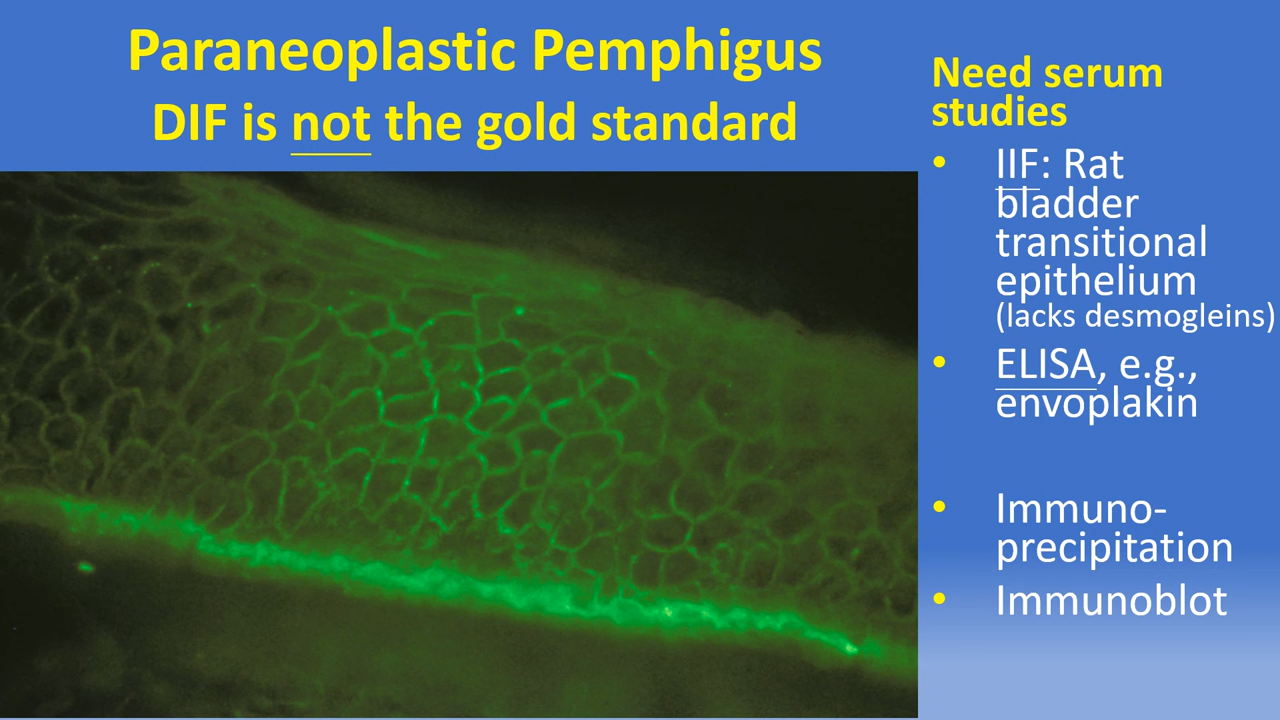 Paraneoplastic Pemphigus
DIF is not the gold standard
Need serum
studies
• IIF: Rat
bladder
transitional
epithelium
(lacks desmogleins)
• ELISA, e.g.,
envoplakin
• Immuno-
precipitation
• Immunoblot